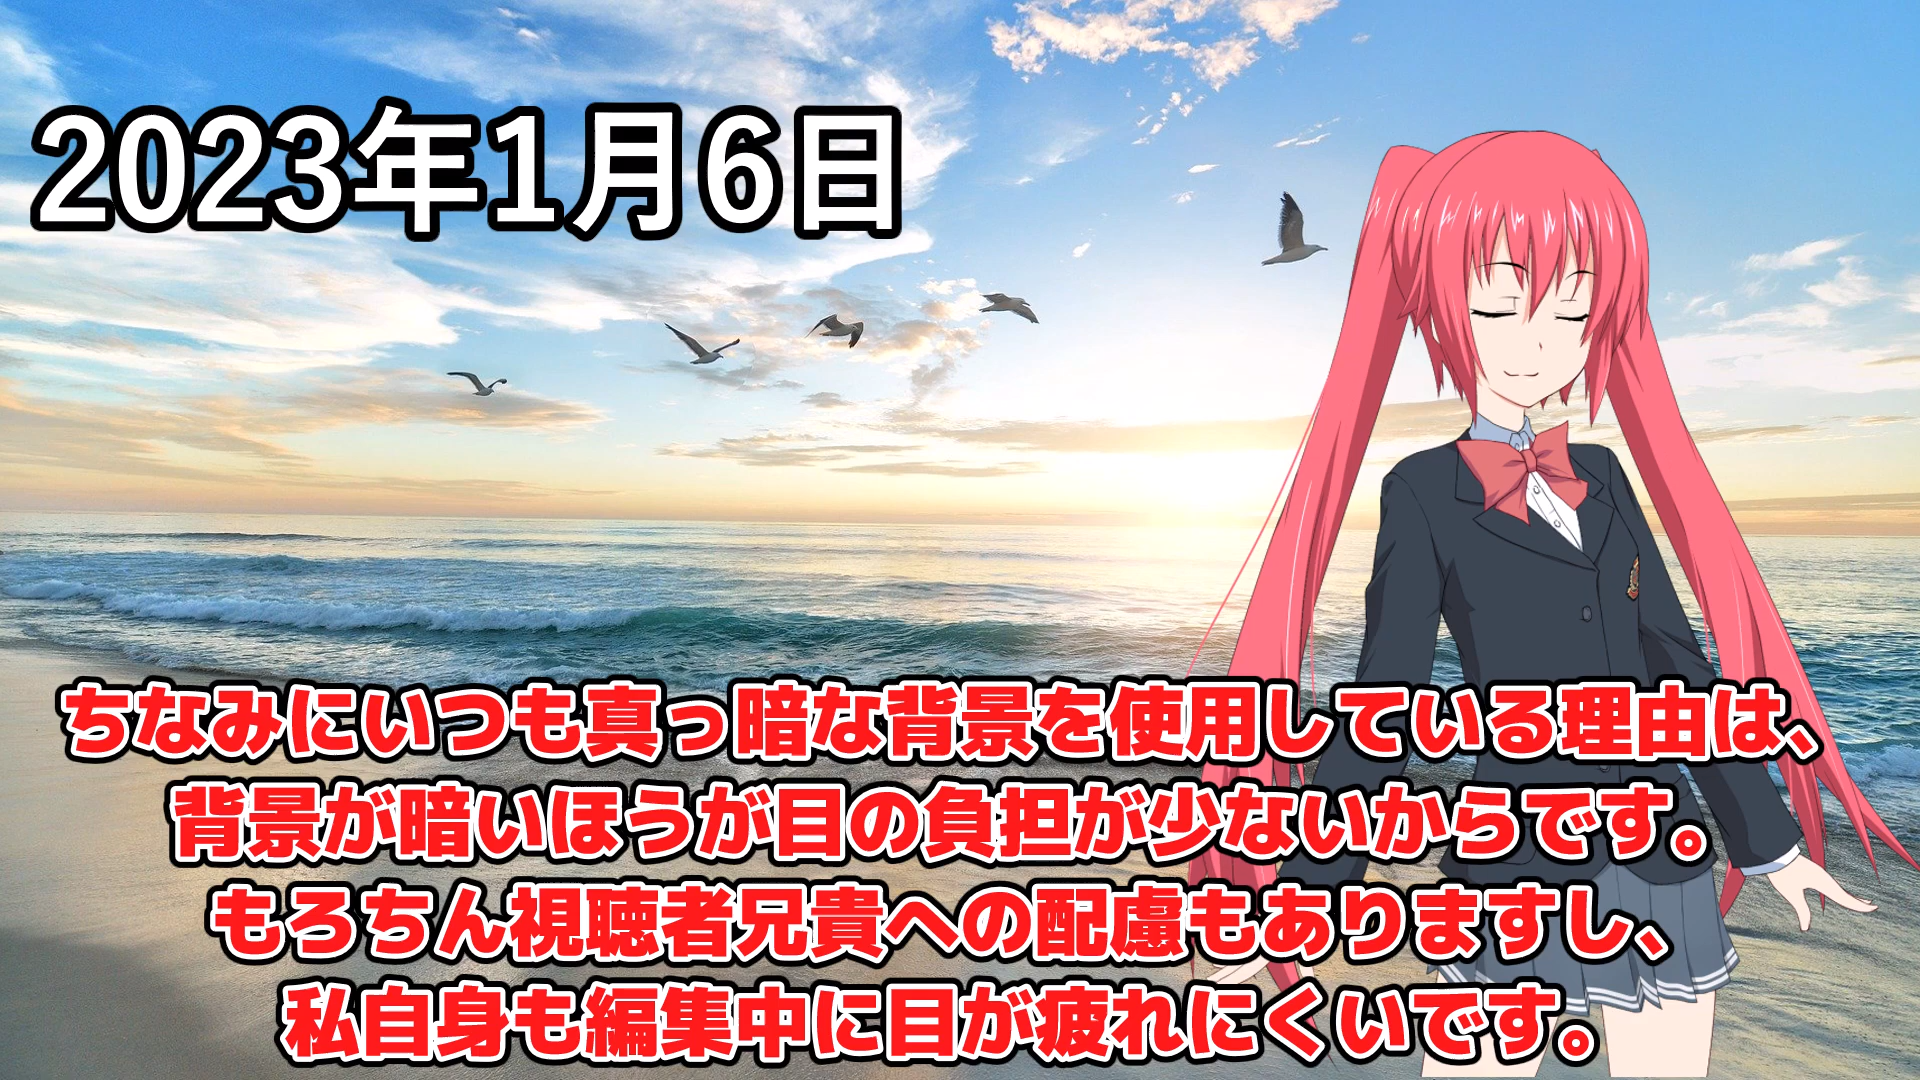 2023年1月6日
ちなみにいつも真っ暗な背景を使用している理由は、
背景が暗いほうが目の負担が少ないからです。
もろちん視聴者兄貴への配慮もありますし、
私自身も編集中に目が疲れにくいです。